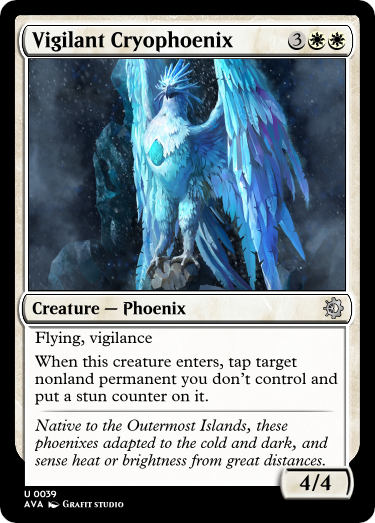 Vigilant Cryophoenix 3
Creature — Phoenix
Flying, vigilance
When this creature enters, tap target
nonland permanent you don't control and
put a stun counter on it.
Native to the Outermost Islands, these
phoenixes adapted to the cold and dark, and
sense heat or brightness from great distances.
4/4
U 0039
AVA Grafit studio